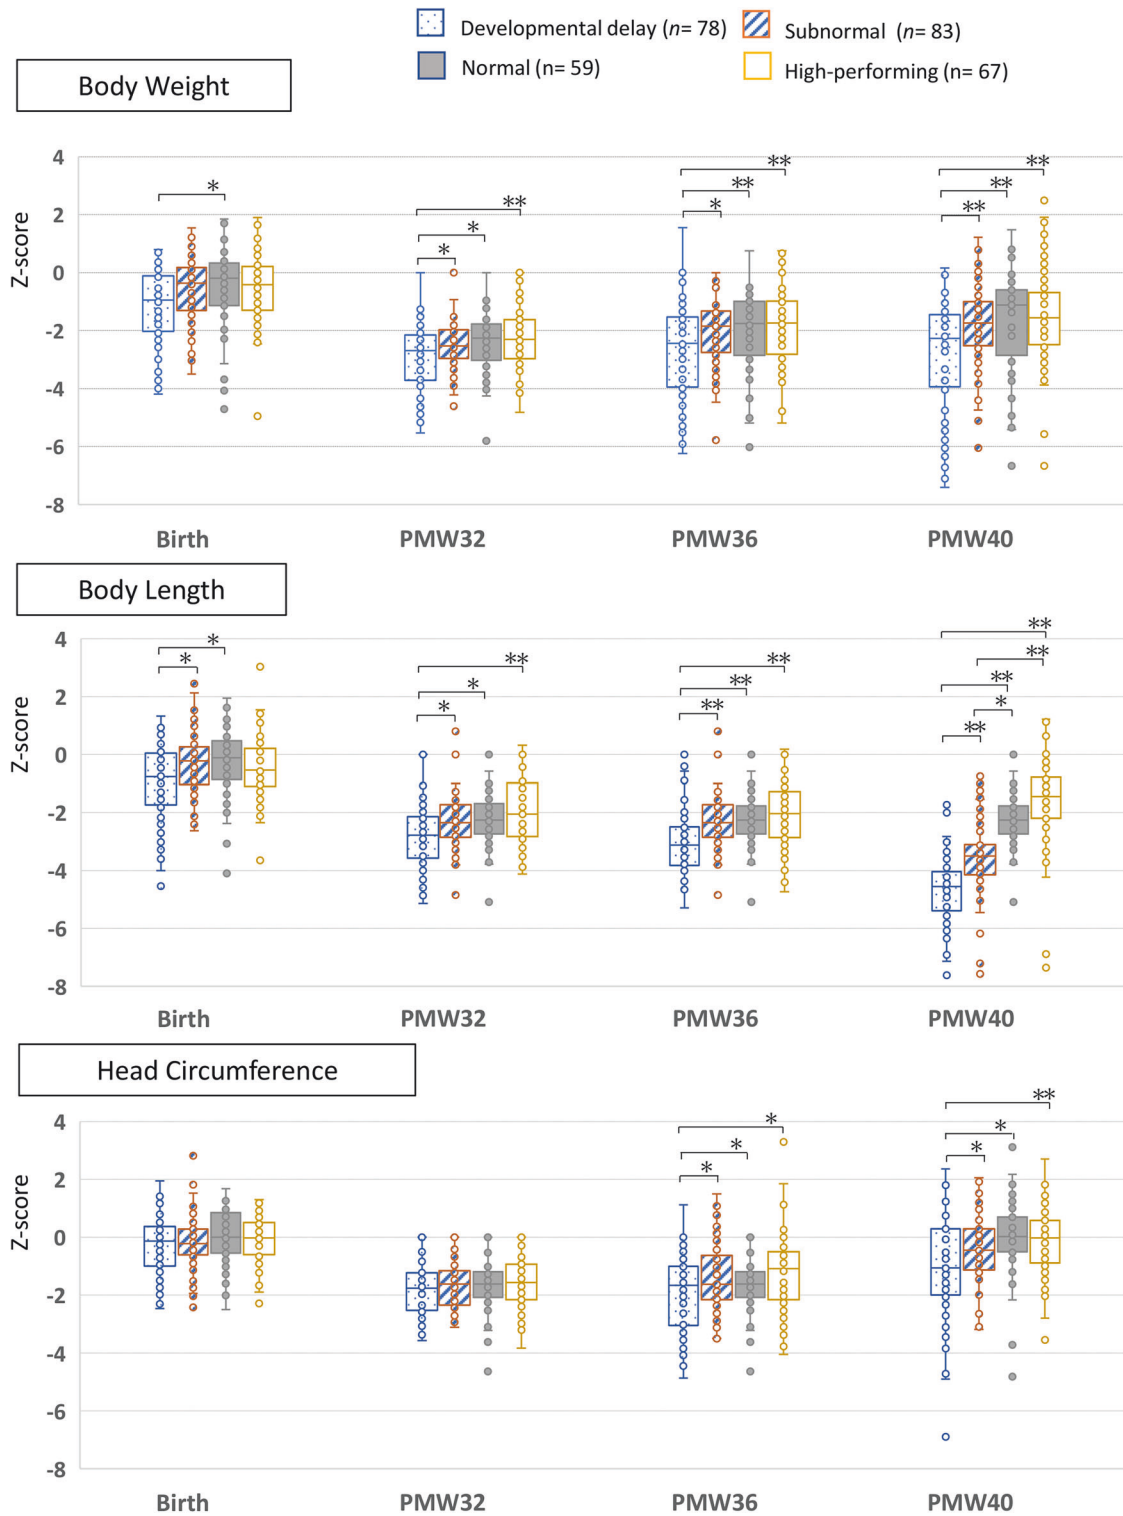 Developmental delay (n= 78)
Subnormal (n= 83)
Normal (n= 59)
High-performing (n= 67)
Body Weight
Z-score
4
2
0
-2
-4
-6
-8
*
*
*
**
*
**
**
**
**
**
Birth
PMW32
PMW36
PMW40
Body Length
Z-score
4
2
0
-2
-4
-6
-8
*
*
*
*
**
**
**
**
**
*
**
**
**
Birth
PMW32
PMW36
PMW40
Head Circumference
Z-score
4
2
0
-2
-4
-6
-8
*
*
*
*
*
**
Birth
PMW32
PMW36
PMW40